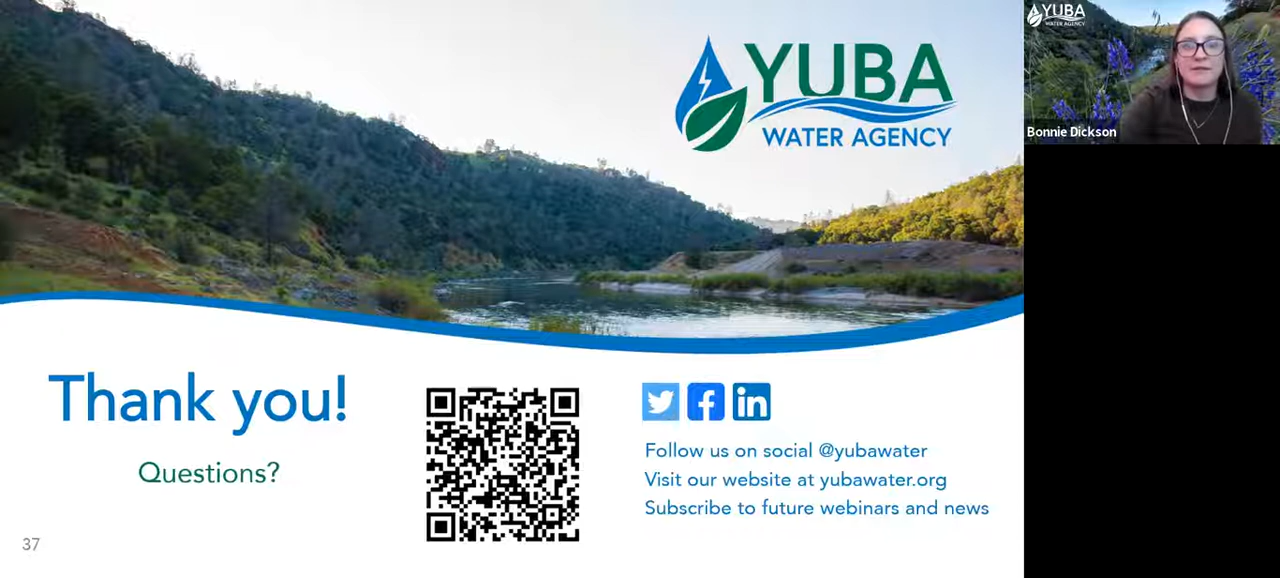 YUBA
WATER AGENCY
YUBA
WATER AGENCY
Bonnie Dickson
Thank you!
Questions?
Follow us on social @yubawater
Visit our website at yubawater.org
Subscribe to future webinars and news
37